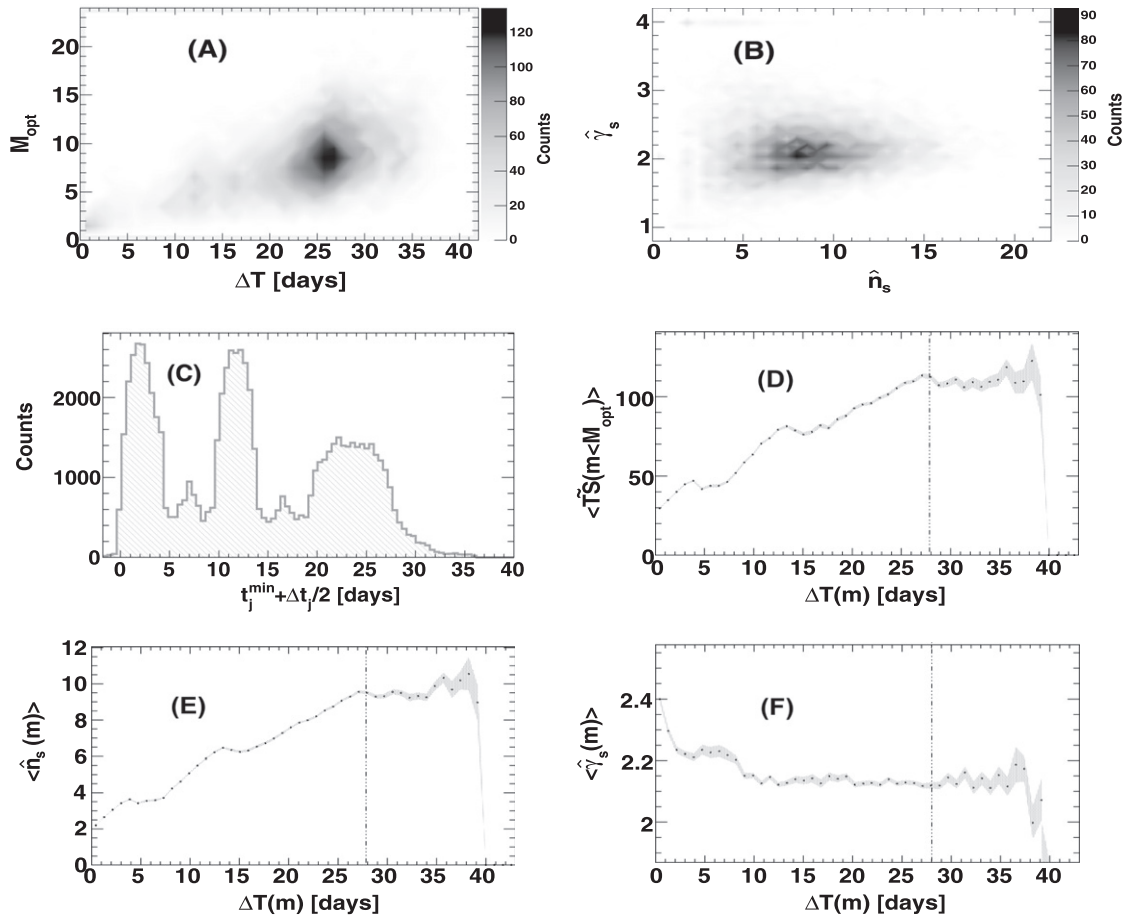 (A)
M_opt
20
15
10
5
0
0 5 10 15 20 25 30 35 40
ΔT [days]
120
100
80
60
40
20
0
Counts
(B)
γ̂_s
4
3
2
1
0 5 10 15 20
n̂_s
90
80
70
60
50
40
30
20
10
0
Counts
(C)
Counts
2000
1000
0
0 5 10 15 20 25 30 35 40
t_j^min+Δt_j/2 [days]
(D)
<T̃S(m<M_opt)>
100
50
0
0 5 10 15 20 25 30 35 40
ΔT(m) [days]
(E)
<n̂_s (m)>
12
10
8
6
4
2
0
0 5 10 15 20 25 30 35 40
ΔT(m) [days]
(F)
<γ̂_s(m)>
2.4
2.2
2
0 5 10 15 20 25 30 35 40
ΔT(m) [days]